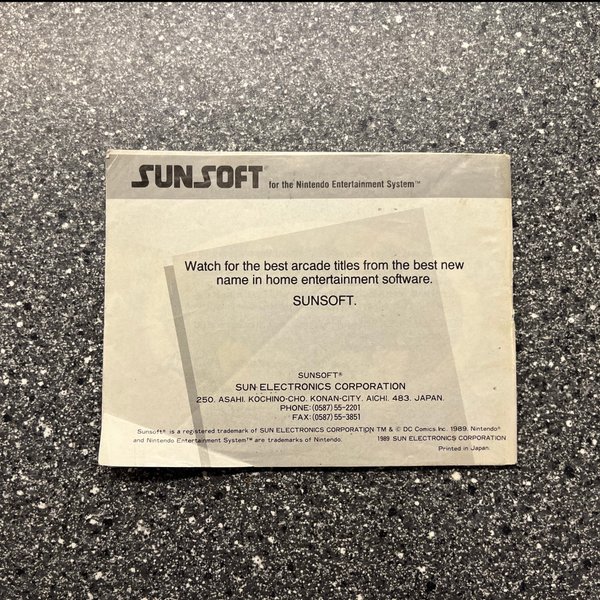 SUNSOFT® for the Nintendo Entertainment System™
Watch for the best arcade titles from the best new
name in home entertainment software.
SUNSOFT.
SUNSOFT®
SUN ELECTRONICS CORPORATION
250. ASAHI. KOCHINO-CHO. KONAN-CITY. AICHI. 483. JAPAN.
PHONE:(0587)55-2201
FAX:(0587)55-3851
Sunsoft® is a registered trademark of SUN ELECTRONICS CORPORATION TM & © DC Comics Inc. 1989. Nintendo®
and Nintendo Entertainment System™ are trademarks of Nintendo. 1989 SUN ELECTRONICS CORPORATION
Printed in Japan.